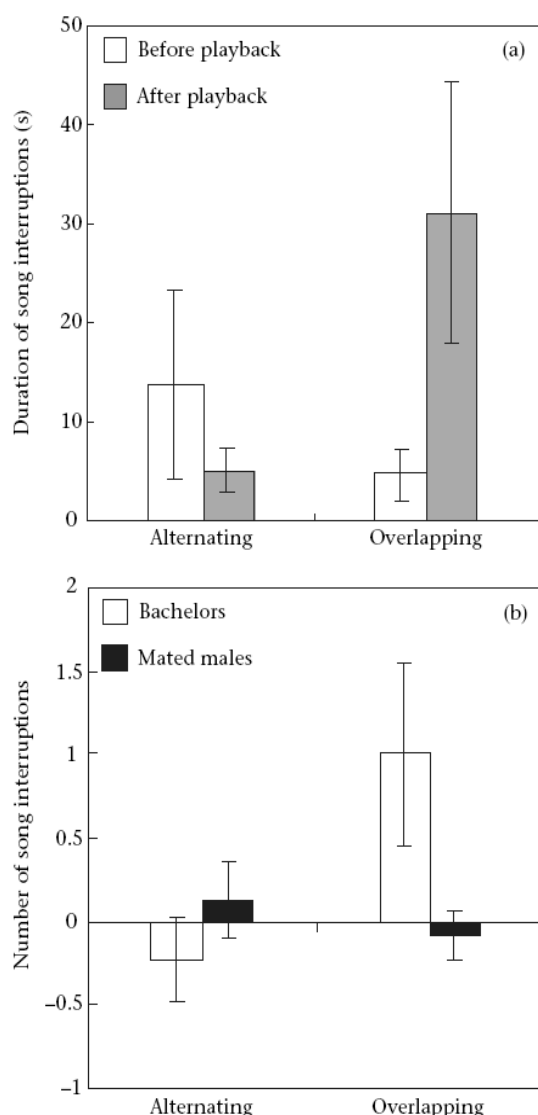 50
Before playback
(a)
After playback
40
30
20
10
0
Duration of song interruptions (s)
Alternating
Overlapping
2
Bachelors
(b)
Mated males
1.5
1
0.5
0
–0.5
–1
Number of song interruptions
Alternating
Overlapping